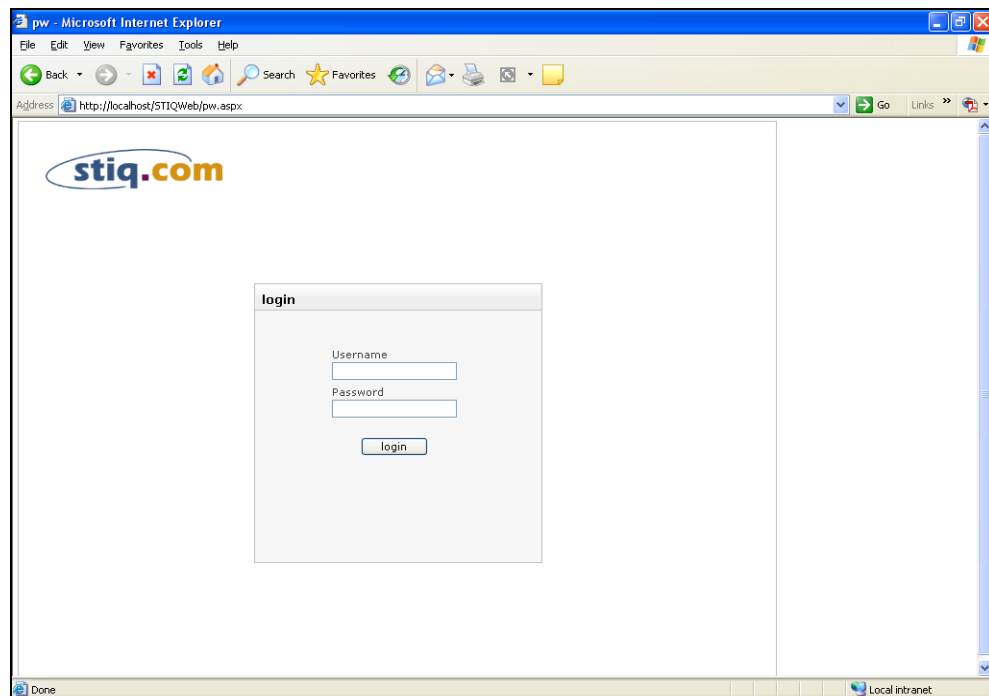 pw - Microsoft Internet Explorer
File Edit View Favorites Tools Help
Back Search Favorites
Address http://localhost/STIQWeb/pw.aspx Go Links »
stiq.com
login
Username
Password
login
Done Local intranet